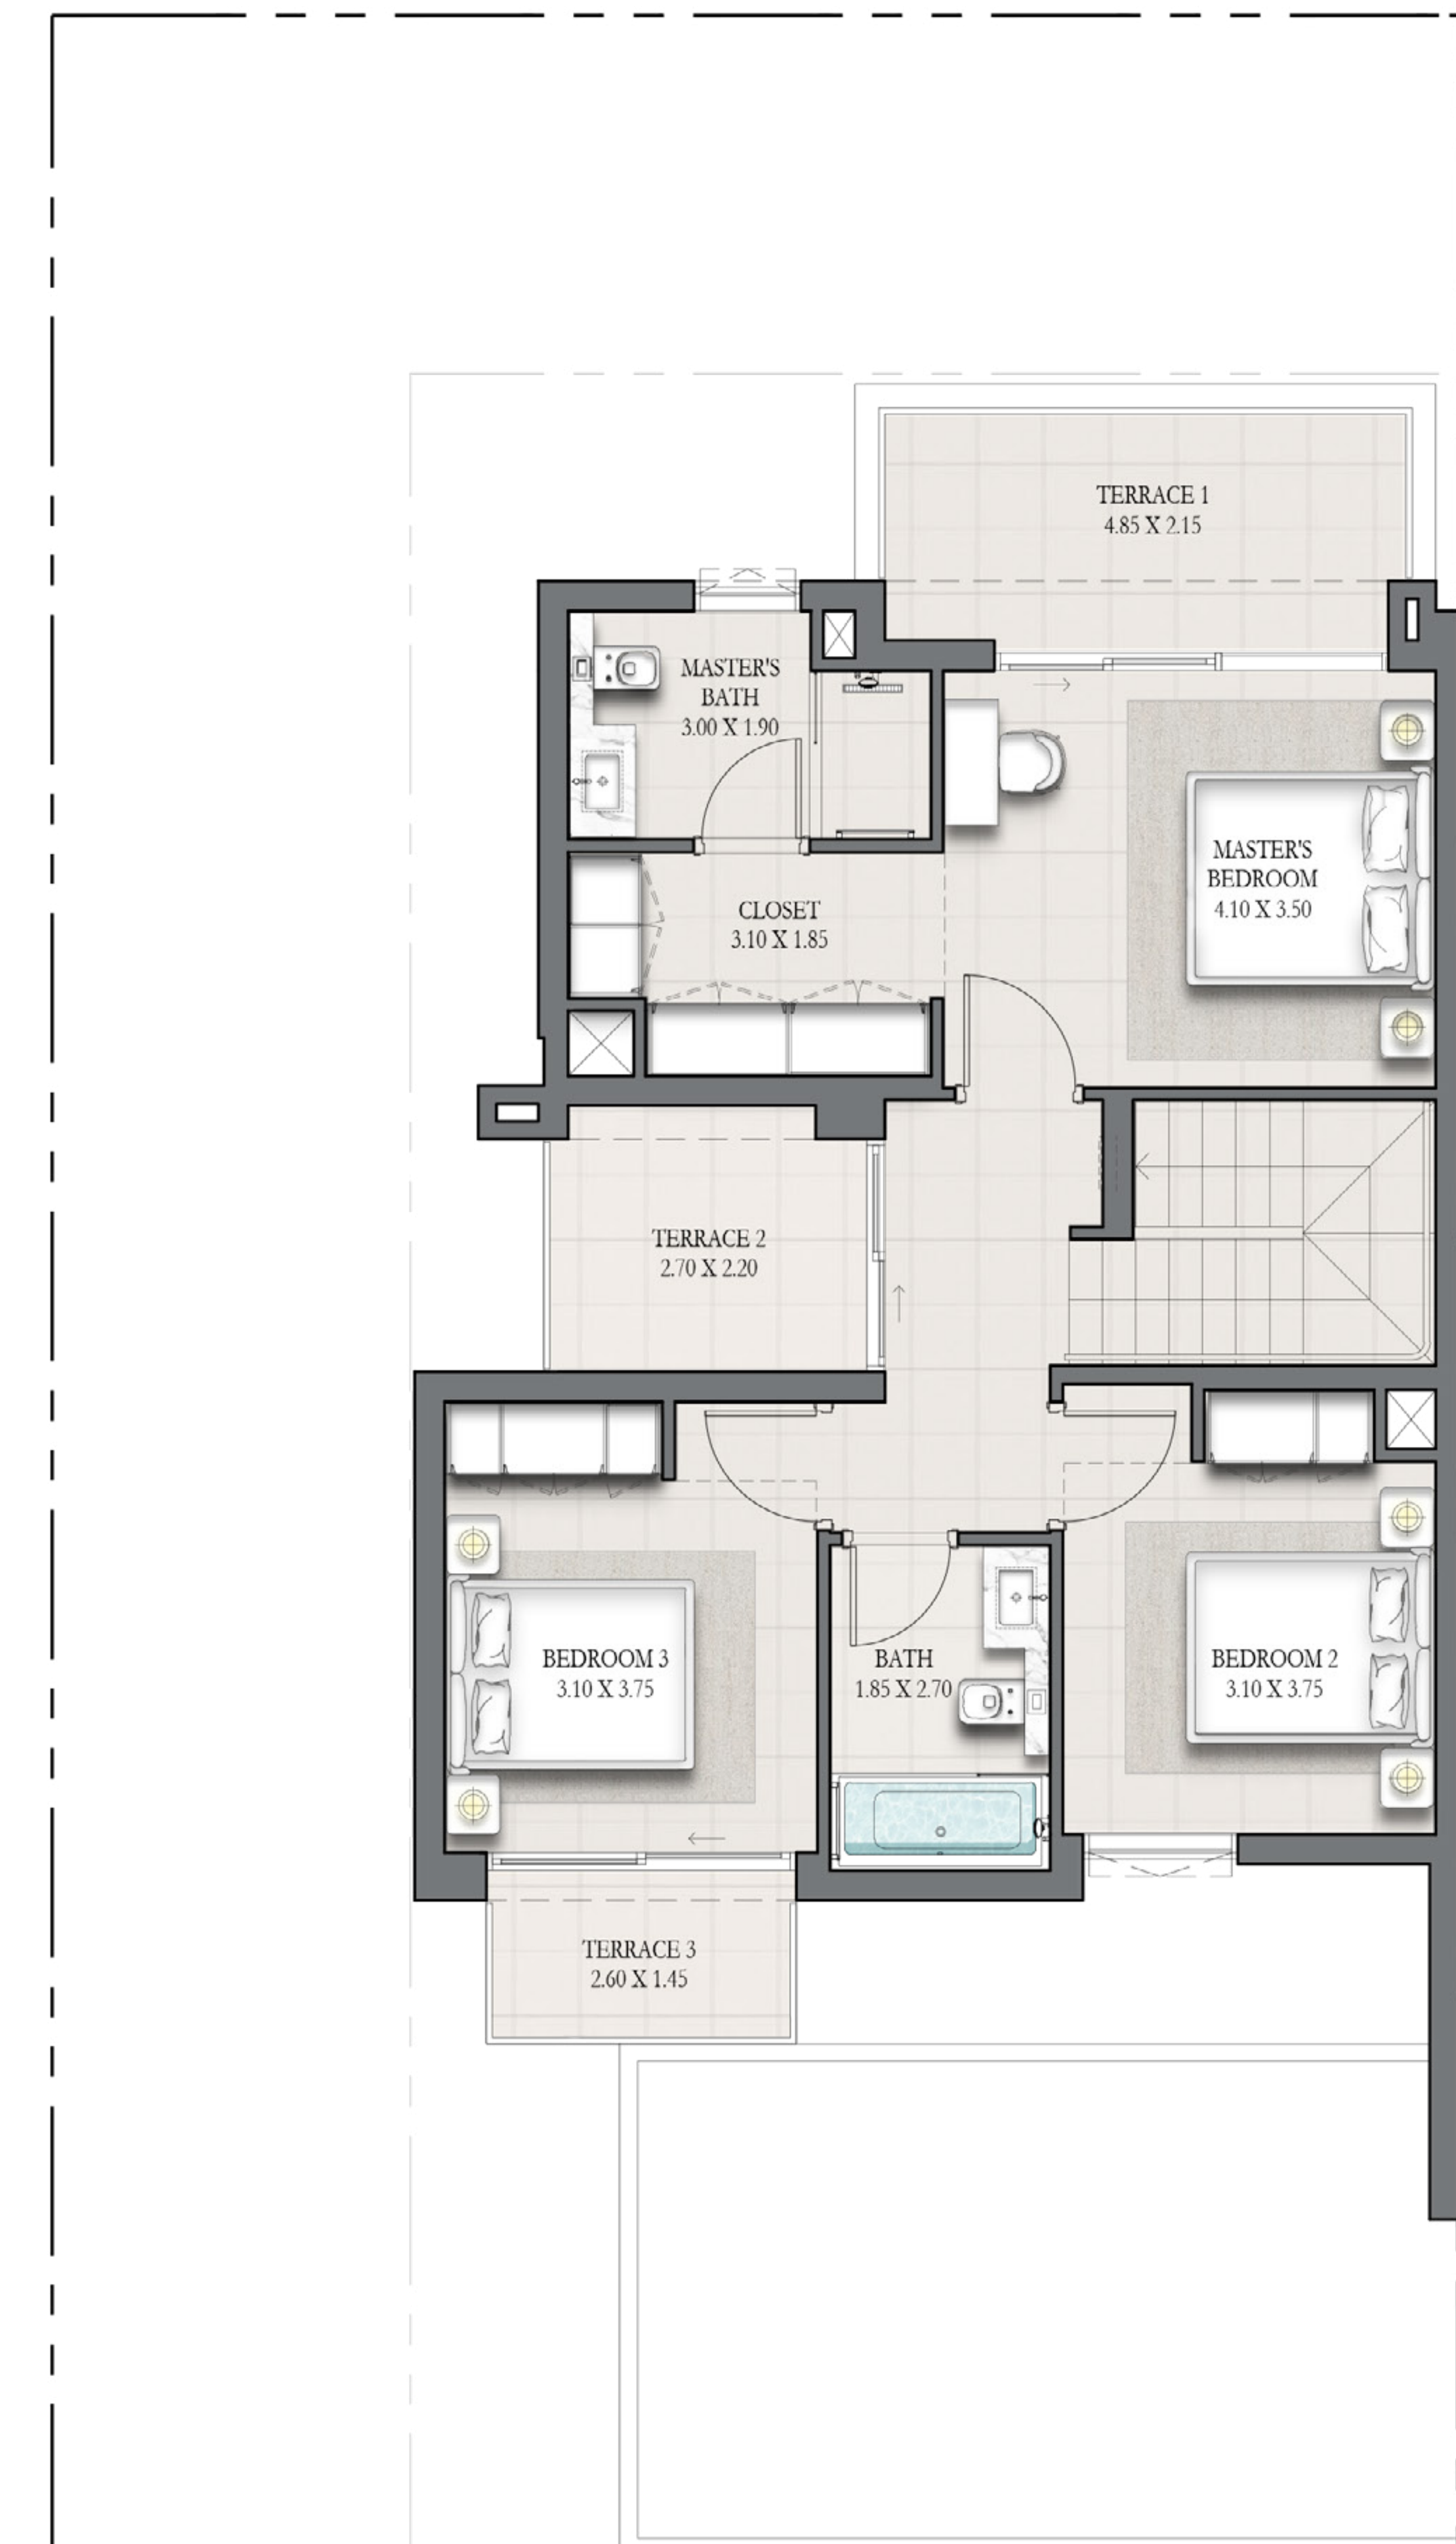 TERRACE 1
4.85 X 2.15
MASTER'S
BATH
3.00 X 1.90
MASTER'S
BEDROOM
4.10 X 3.50
CLOSET
3.10 X 1.85
TERRACE 2
2.70 X 2.20
BEDROOM 3
3.10 X 3.75
BATH
1.85 X 2.70
BEDROOM 2
3.10 X 3.75
TERRACE 3
2.60 X 1.45